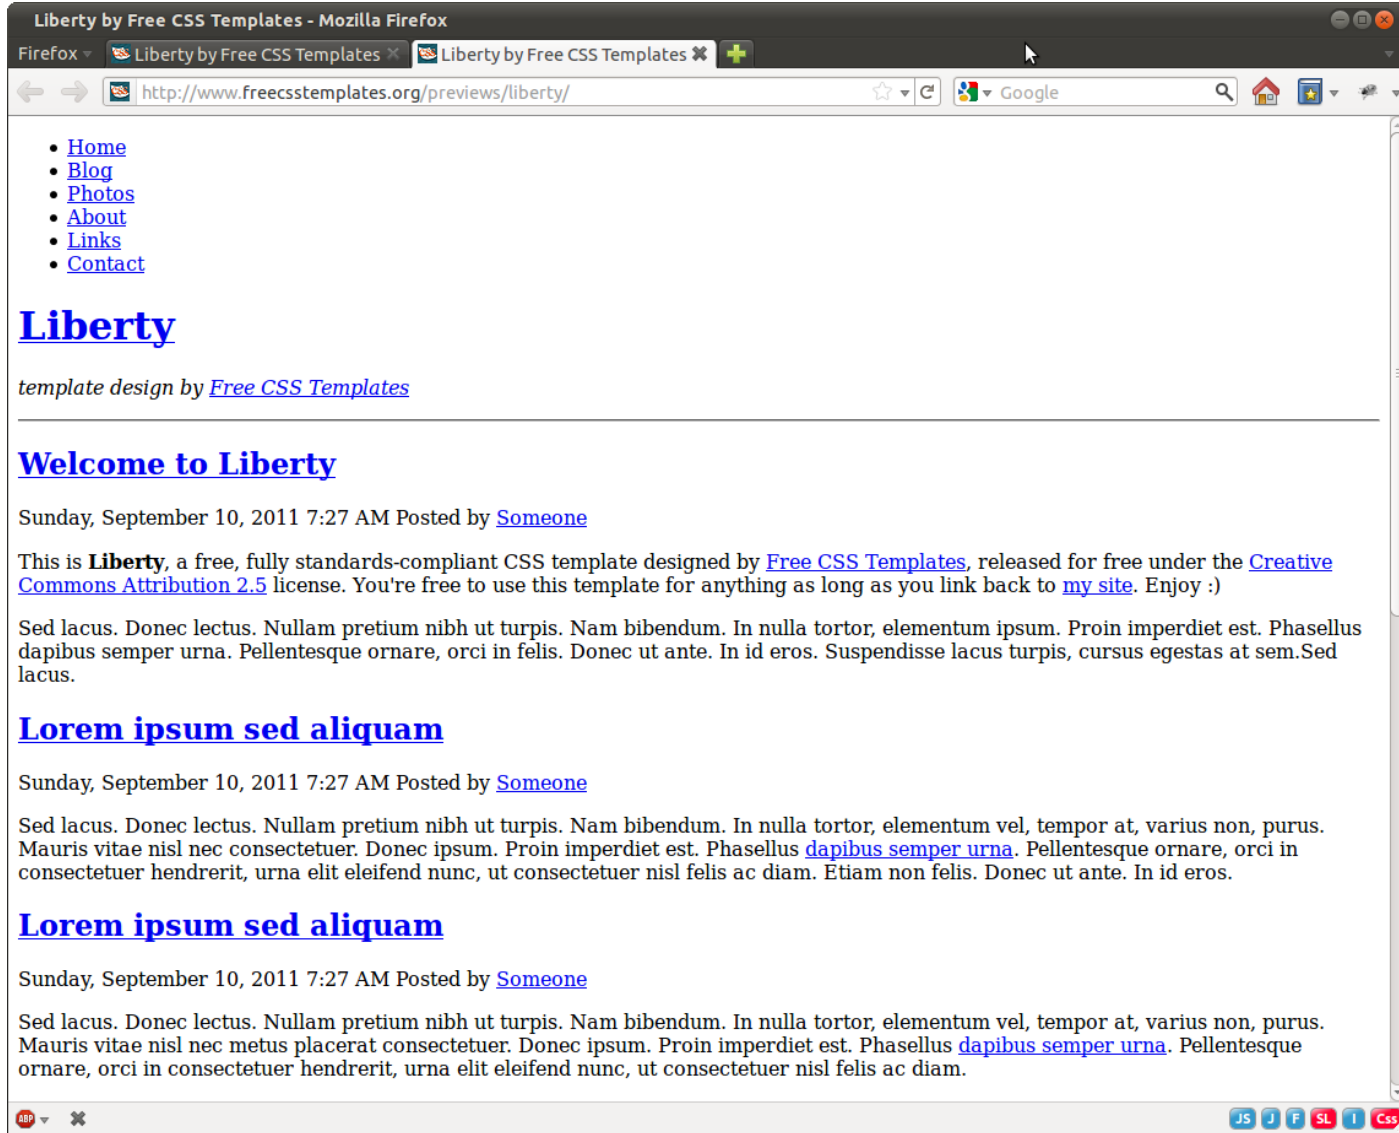 Liberty by Free CSS Templates - Mozilla Firefox
Firefox Liberty by Free CSS Templates Liberty by Free CSS Templates
http://www.freecsstemplates.org/previews/liberty/ Google
Home
Blog
Photos
About
Links
Contact
Liberty
template design by Free CSS Templates
Welcome to Liberty
Sunday, September 10, 2011 7:27 AM Posted by Someone
This is Liberty, a free, fully standards-compliant CSS template designed by Free CSS Templates, released for free under the Creative
Commons Attribution 2.5 license. You're free to use this template for anything as long as you link back to my site. Enjoy :)
Sed lacus. Donec lectus. Nullam pretium nibh ut turpis. Nam bibendum. In nulla tortor, elementum ipsum. Proin imperdiet est. Phasellus
dapibus semper urna. Pellentesque ornare, orci in felis. Donec ut ante. In id eros. Suspendisse lacus turpis, cursus egestas at sem.Sed
lacus.
Lorem ipsum sed aliquam
Sunday, September 10, 2011 7:27 AM Posted by Someone
Sed lacus. Donec lectus. Nullam pretium nibh ut turpis. Nam bibendum. In nulla tortor, elementum vel, tempor at, varius non, purus.
Mauris vitae nisl nec consectetuer. Donec ipsum. Proin imperdiet est. Phasellus dapibus semper urna. Pellentesque ornare, orci in
consectetuer hendrerit, urna elit eleifend nunc, ut consectetuer nisl felis ac diam. Etiam non felis. Donec ut ante. In id eros.
Lorem ipsum sed aliquam
Sunday, September 10, 2011 7:27 AM Posted by Someone
Sed lacus. Donec lectus. Nullam pretium nibh ut turpis. Nam bibendum. In nulla tortor, elementum vel, tempor at, varius non, purus.
Mauris vitae nisl nec metus placerat consectetuer. Donec ipsum. Proin imperdiet est. Phasellus dapibus semper urna. Pellentesque
ornare, orci in consectetuer hendrerit, urna elit eleifend nunc, ut consectetuer nisl felis ac diam.
ABP JS J F SL I Css